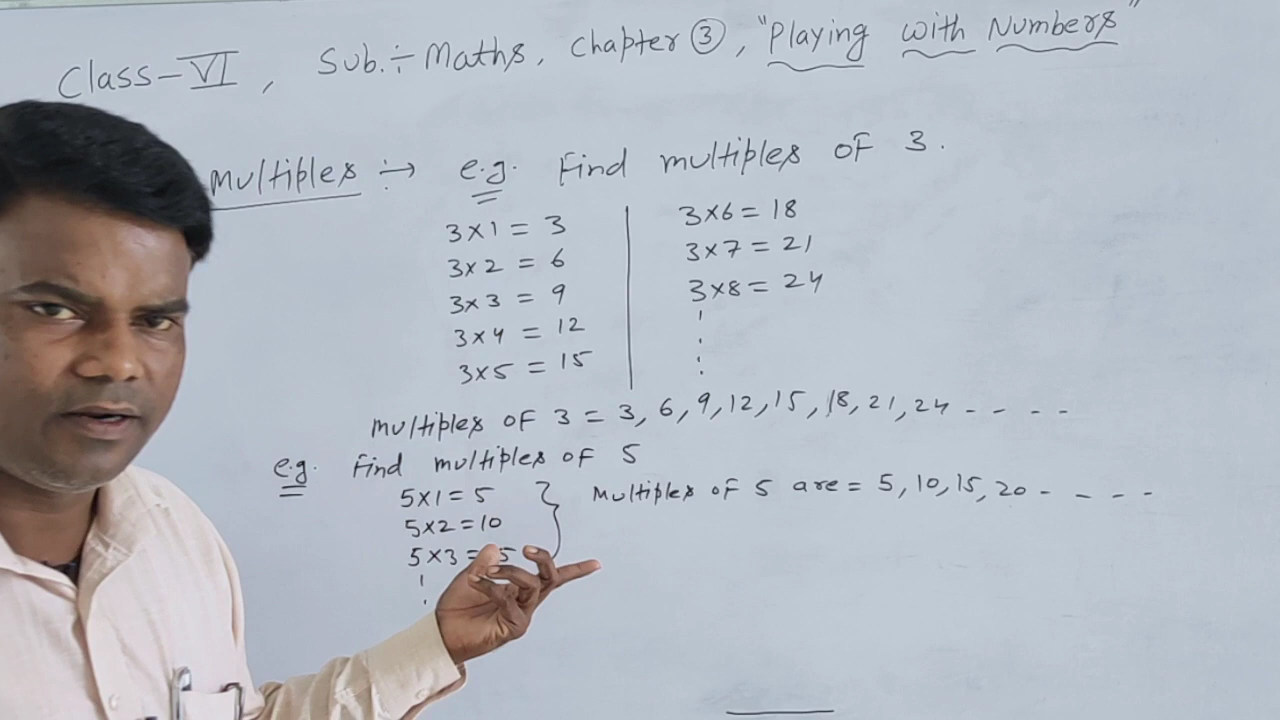 Class-VI, Sub.÷Maths, Chapter ③, "Playing with Numbers"
Multiples ÷→ e.g. Find multiples of 3.
3×1 = 3
3×2 = 6
3×3 = 9
3×4 = 12
3×5 = 15
3×6 = 18
3×7 = 21
3×8 = 24
multiples of 3 = 3, 6, 9, 12, 15, 18, 21, 24 - - - -
e.g. Find multiples of 5
5×1 = 5
5×2 = 10
5×3 = 5
Multiples of 5 are = 5, 10, 15, 20 - - - -